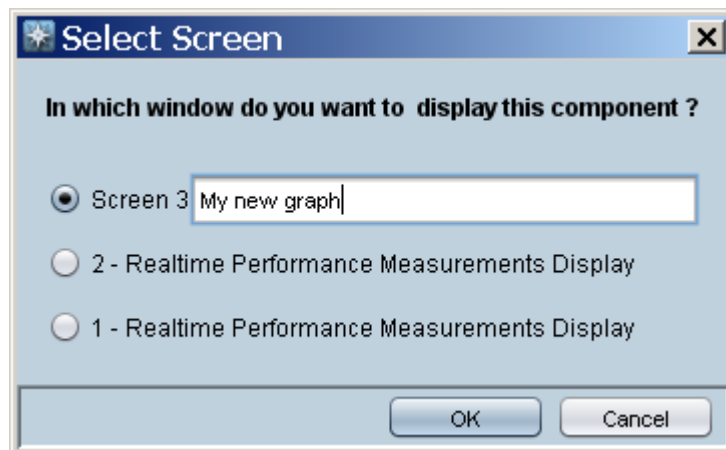 Select Screen
In which window do you want to display this component ?
Screen 3 My new graph
2 - Realtime Performance Measurements Display
1 - Realtime Performance Measurements Display
OK Cancel